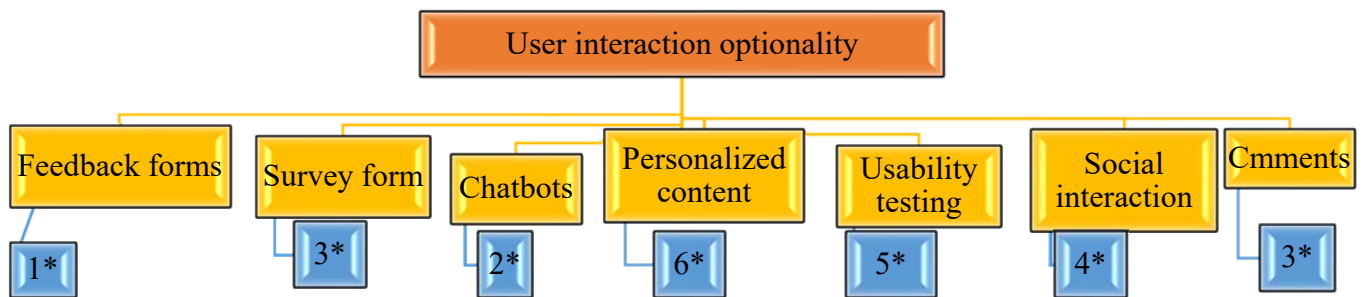 User interaction optionality
Feedback forms
Survey form
Chatbots
Personalized
content
Usability
testing
Social
interaction
Cmments
1*
3*
2*
6*
5*
4*
3*